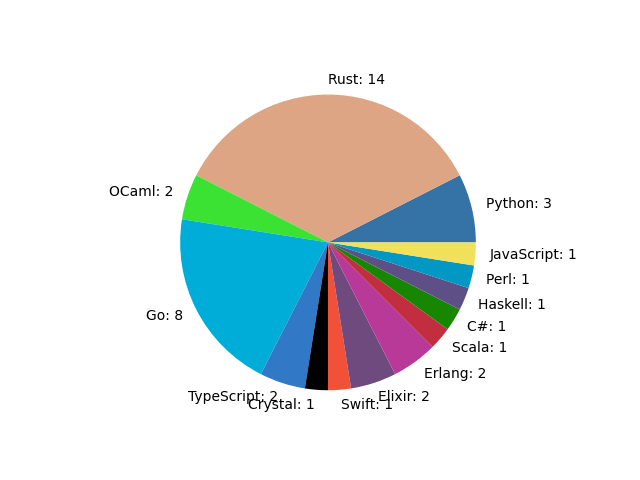 Rust: 14
OCaml: 2
Python: 3
JavaScript: 1
Perl: 1
Haskell: 1
Go: 8
C#: 1
Scala: 1
Erlang: 2
TypeScript: 2
Elixir: 2
Crystal: 1
Swift: 1